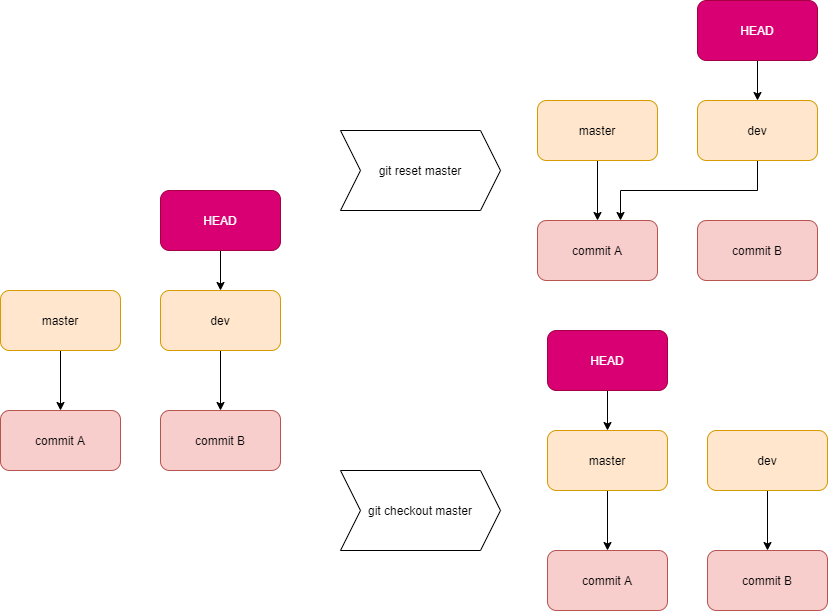 HEAD
master
dev
commit A
commit B
git reset master
HEAD
master
dev
commit A
commit B
git checkout master
HEAD
master
dev
commit A
commit B